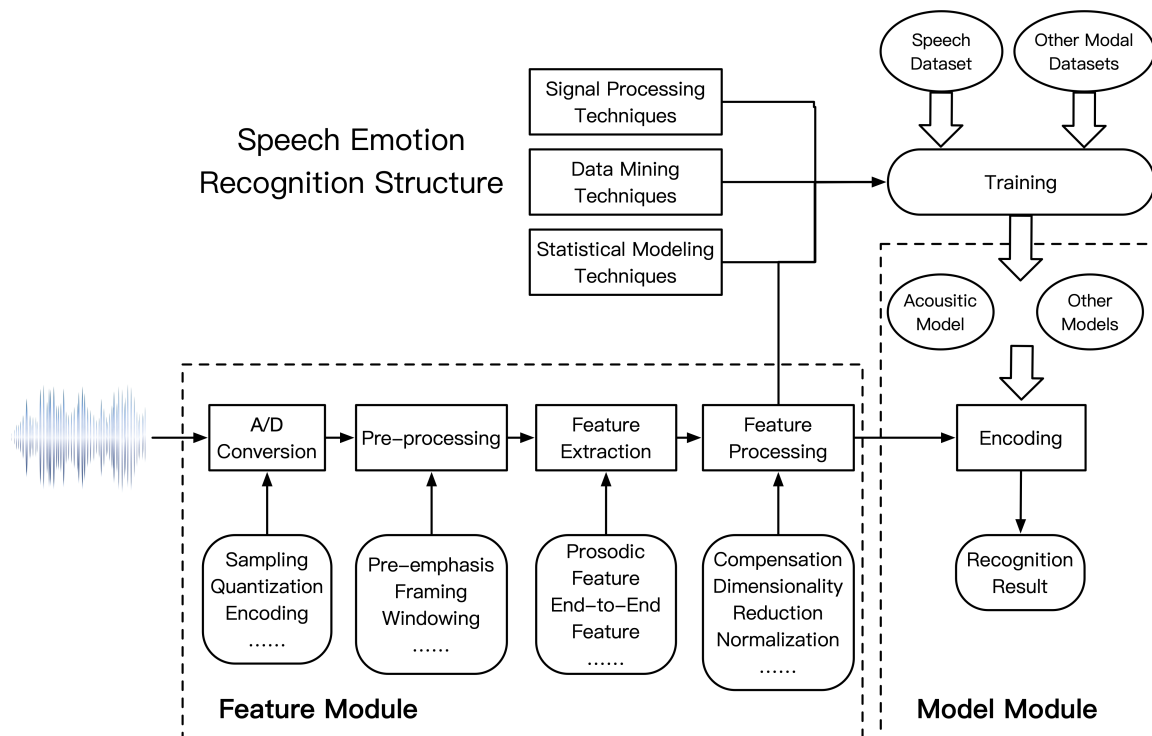 Speech Emotion
Recognition Structure
Signal Processing
Techniques
Data Mining
Techniques
Statistical Modeling
Techniques
Speech
Dataset
Other Modal
Datasets
Training
Acousitic
Model
Other
Models
A/D
Conversion
Pre-processing
Feature
Extraction
Feature
Processing
Encoding
Sampling
Quantization
Encoding
......
Pre-emphasis
Framing
Windowing
......
Prosodic
Feature
End-to-End
Feature
......
Compensation
Dimensionality
Reduction
Normalization
......
Recognition
Result
Feature Module
Model Module